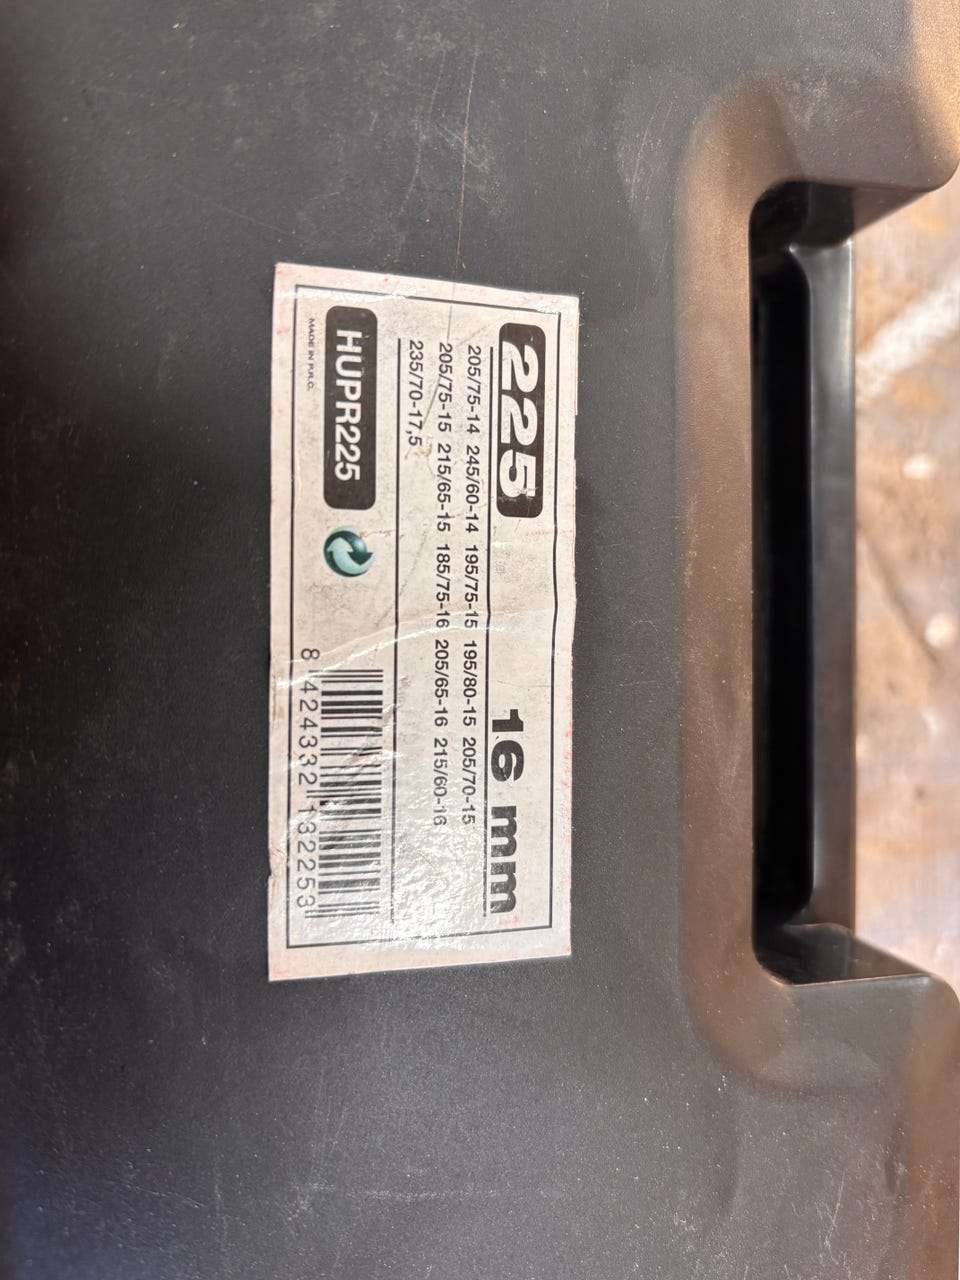 225 16 mm
205/75-14 245/60-14 195/75-15 195/80-15 205/70-15
205/75-15 215/65-15 185/75-16 205/65-16 215/60-16
235/70-17,5
HUPR225
MADE IN P.R.C.
8 424332 132253